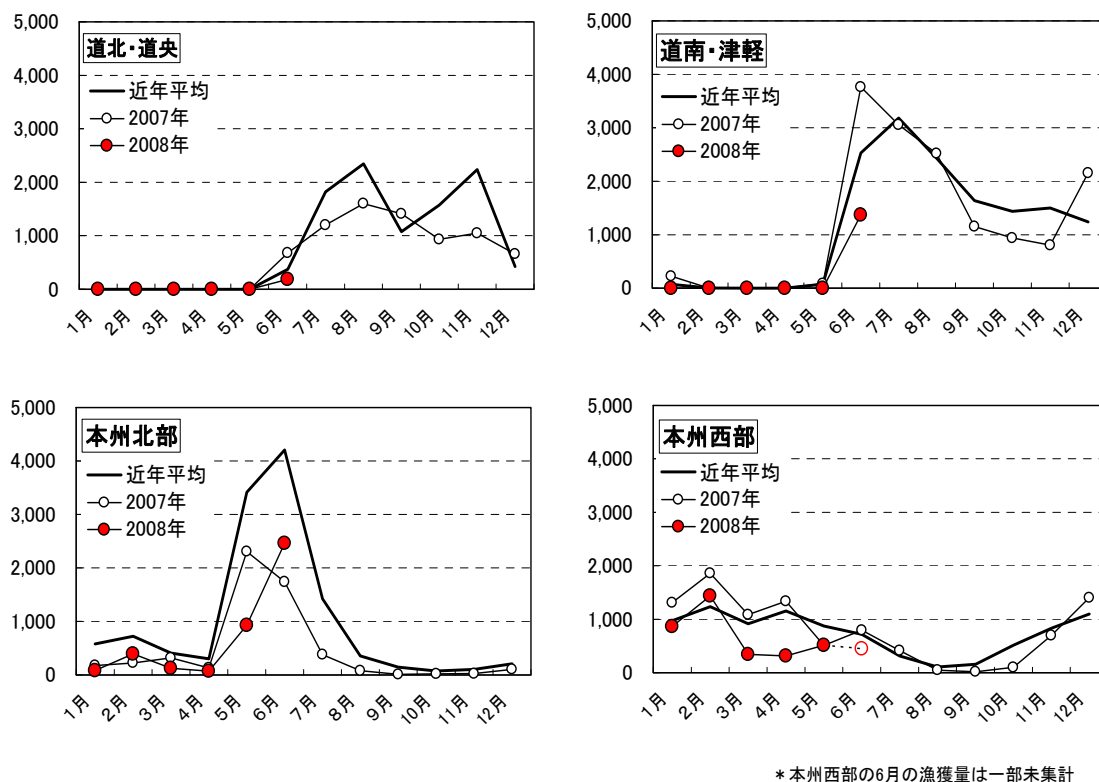 道北・道央
近年平均
2007年
2008年
5,000
4,000
3,000
2,000
1,000
0
1月
2月
3月
4月
5月
6月
7月
8月
9月
10月
11月
12月
道南・津軽
近年平均
2007年
2008年
5,000
4,000
3,000
2,000
1,000
0
1月
2月
3月
4月
5月
6月
7月
8月
9月
10月
11月
12月
本州北部
近年平均
2007年
2008年
5,000
4,000
3,000
2,000
1,000
0
1月
2月
3月
4月
5月
6月
7月
8月
9月
10月
11月
12月
本州西部
近年平均
2007年
2008年
5,000
4,000
3,000
2,000
1,000
0
1月
2月
3月
4月
5月
6月
7月
8月
9月
10月
11月
12月
*本州西部の6月の漁獲量は一部未集計